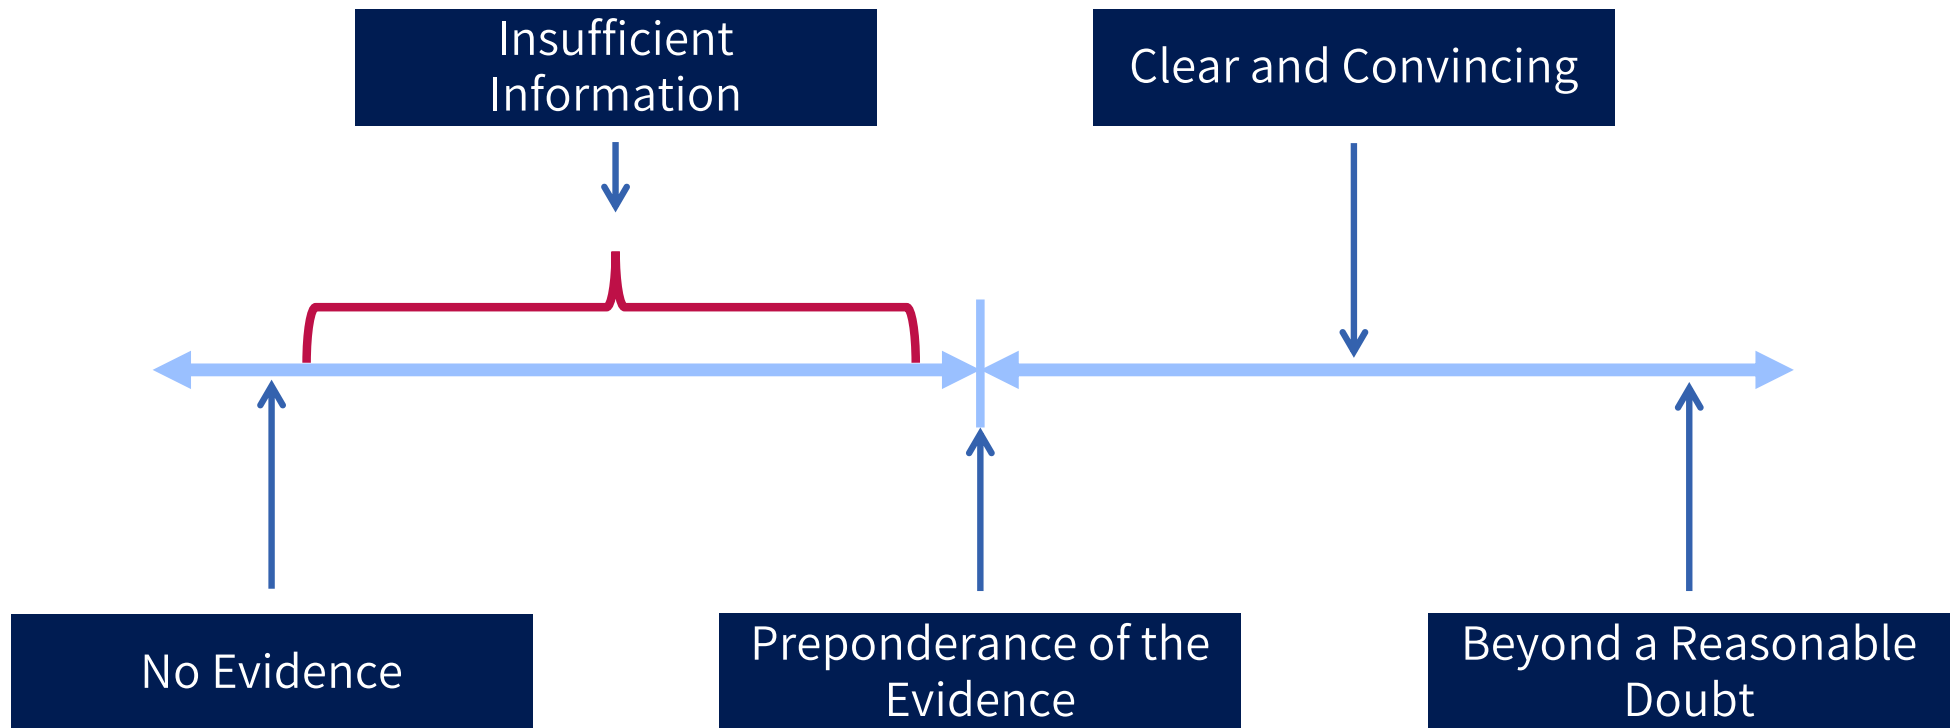 Insufficient
Information
Clear and Convincing
No Evidence
Preponderance of the
Evidence
Beyond a Reasonable
Doubt